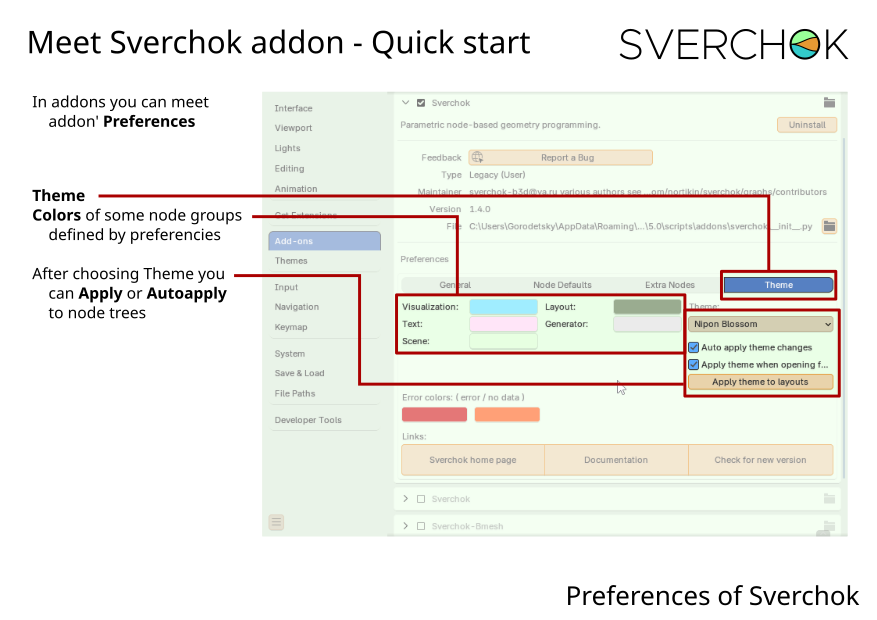 Meet Sverchok addon - Quick start
SVERCHOK
In addons you can meet
addon' Preferences
Theme
Colors of some node groups
defined by preferencies
After choosing Theme you
can Apply or Autoapply
to node trees
Interface
Viewport
Lights
Editing
Animation
Get Extensions
Add-ons
Themes
Input
Navigation
Keymap
System
Save & Load
File Paths
Developer Tools
Sverchok
Parametric node-based geometry programming.
Uninstall
Feedback
Report a Bug
Type Legacy (User)
Maintainer sverchok-b3d@ya.ru various authors see ...om/nortikin/sverchok/graphs/contributors
Version 1.4.0
File C:\Users\Gorodetsky\AppData\Roaming\...\5.0\scripts\addons\sverchok\__init__.py
Preferences
General Node Defaults Extra Nodes Theme
Visualization: Layout:
Text: Generator:
Scene:
Theme:
Nipon Blossom
Auto apply theme changes
Apply theme when opening f...
Apply theme to layouts
Error colors: ( error / no data )
Links:
Sverchok home page Documentation Check for new version
Sverchok
Sverchok-Bmesh
Preferences of Sverchok